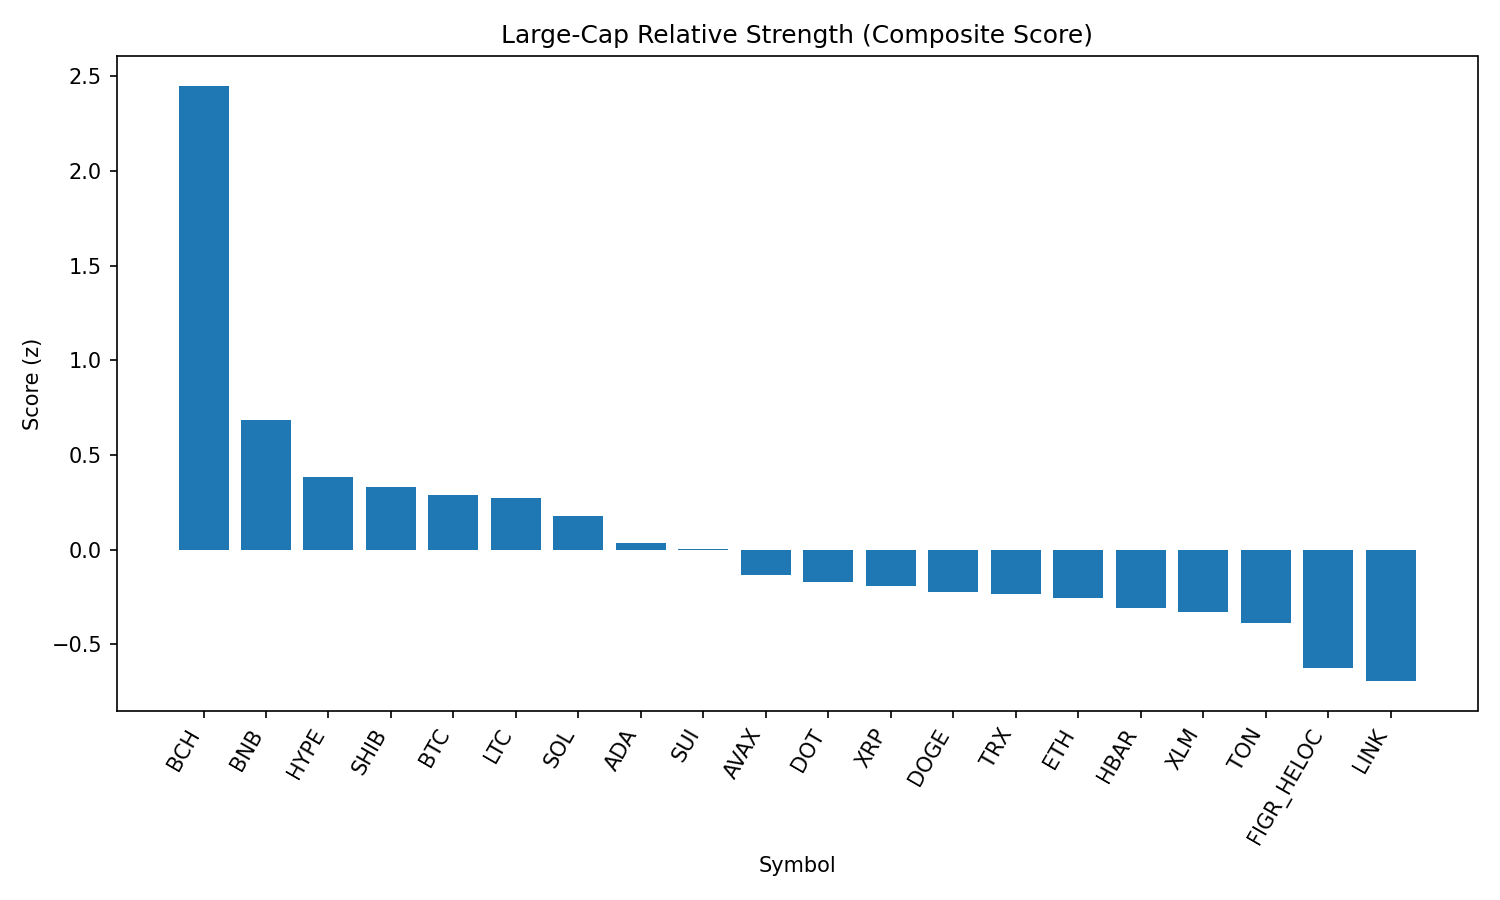 Large-Cap Relative Strength (Composite Score)
Score (z)
2.5
2.0
1.5
1.0
0.5
0.0
−0.5
BCH
BNB
HYPE
SHIB
BTC
LTC
SOL
ADA
SUI
AVAX
DOT
XRP
DOGE
TRX
ETH
HBAR
XLM
TON
FIGR_HELOC
LINK
Symbol